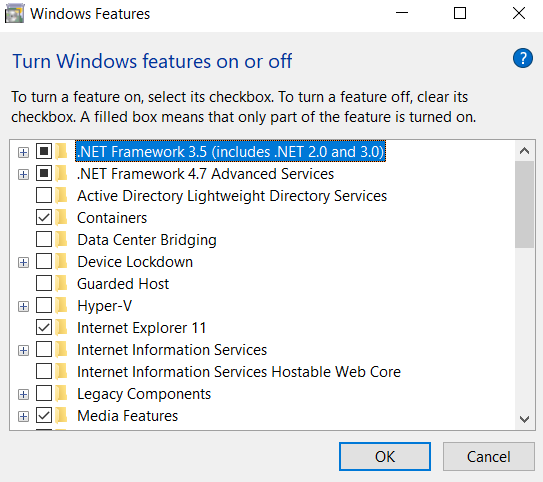 Windows Features
Turn Windows features on or off
?
To turn a feature on, select its checkbox. To turn a feature off, clear its
checkbox. A filled box means that only part of the feature is turned on.
.NET Framework 3.5 (includes .NET 2.0 and 3.0)
.NET Framework 4.7 Advanced Services
Active Directory Lightweight Directory Services
Containers
Data Center Bridging
Device Lockdown
Guarded Host
Hyper-V
Internet Explorer 11
Internet Information Services
Internet Information Services Hostable Web Core
Legacy Components
Media Features
OK
Cancel